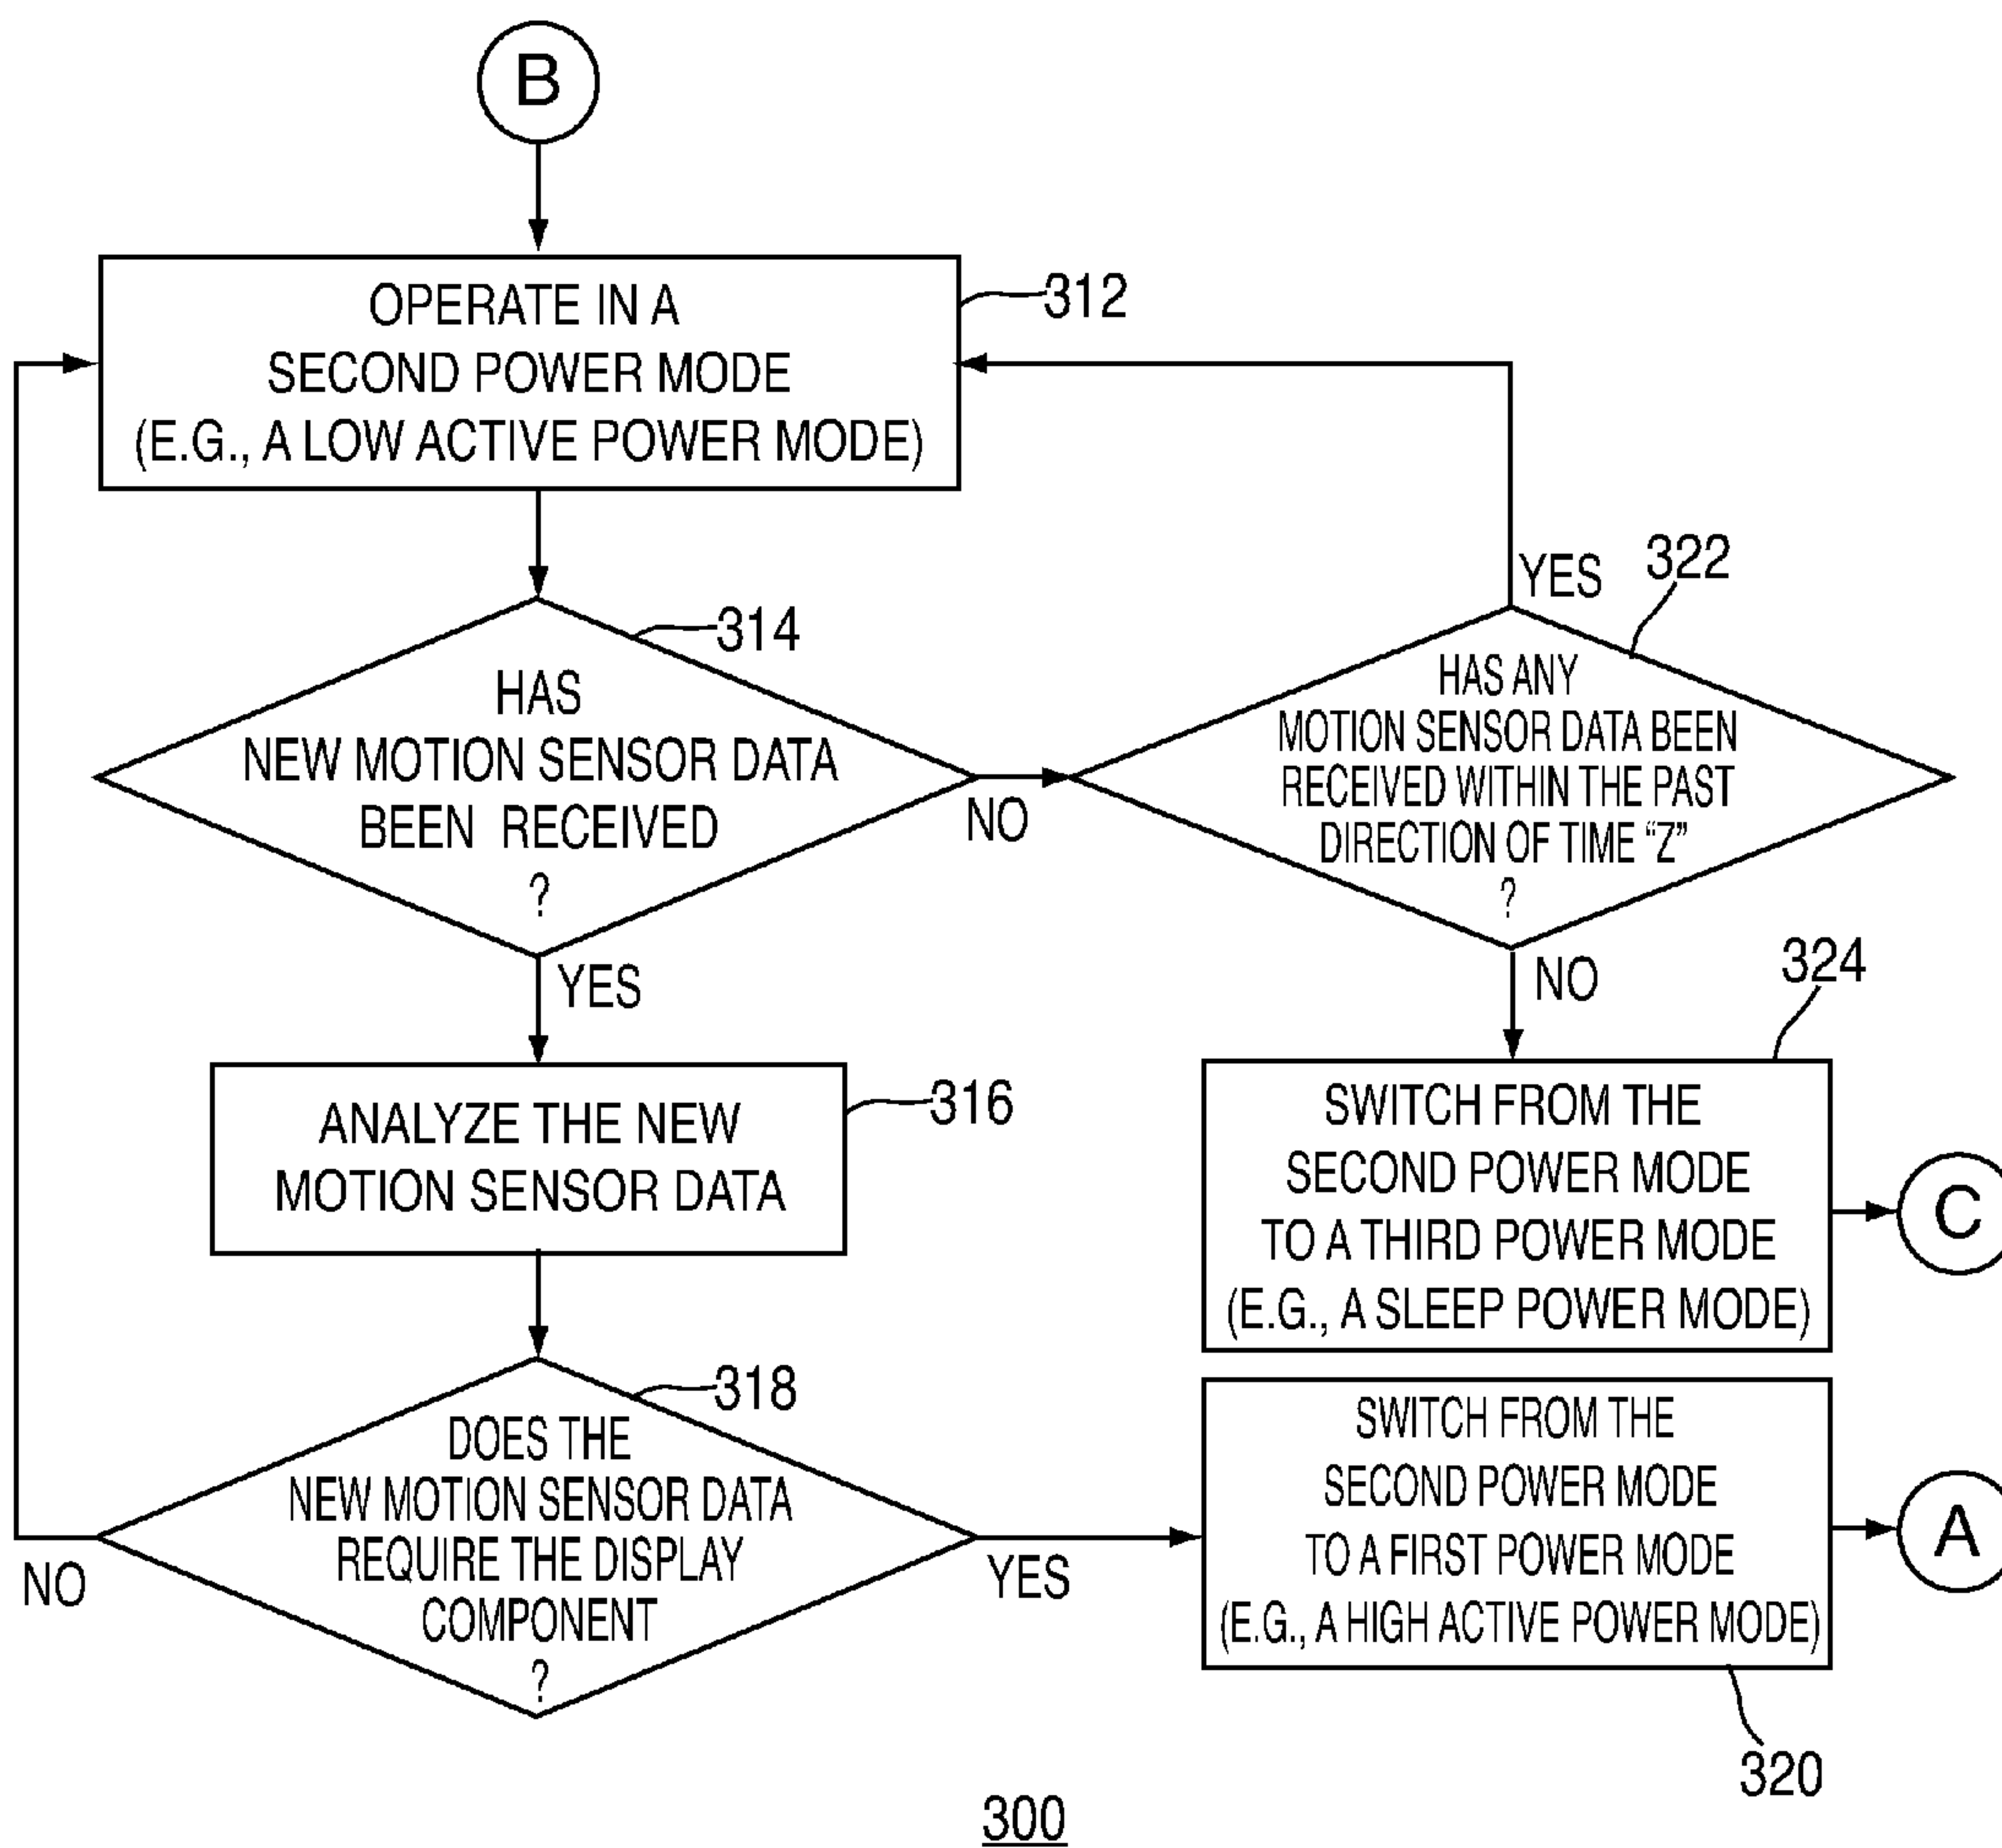 B
OPERATE IN A
SECOND POWER MODE
(E.G., A LOW ACTIVE POWER MODE)
312
314
HAS
NEW MOTION SENSOR DATA
BEEN RECEIVED
?
NO
YES
322
YES
HAS ANY
MOTION SENSOR DATA BEEN
RECEIVED WITHIN THE PAST
DIRECTION OF TIME “Z”
?
NO
324
ANALYZE THE NEW
MOTION SENSOR DATA
316
SWITCH FROM THE
SECOND POWER MODE
TO A THIRD POWER MODE
(E.G., A SLEEP POWER MODE)
C
318
DOES THE
NEW MOTION SENSOR DATA
REQUIRE THE DISPLAY
COMPONENT
?
NO
YES
SWITCH FROM THE
SECOND POWER MODE
TO A FIRST POWER MODE
(E.G., A HIGH ACTIVE POWER MODE)
A
320
300